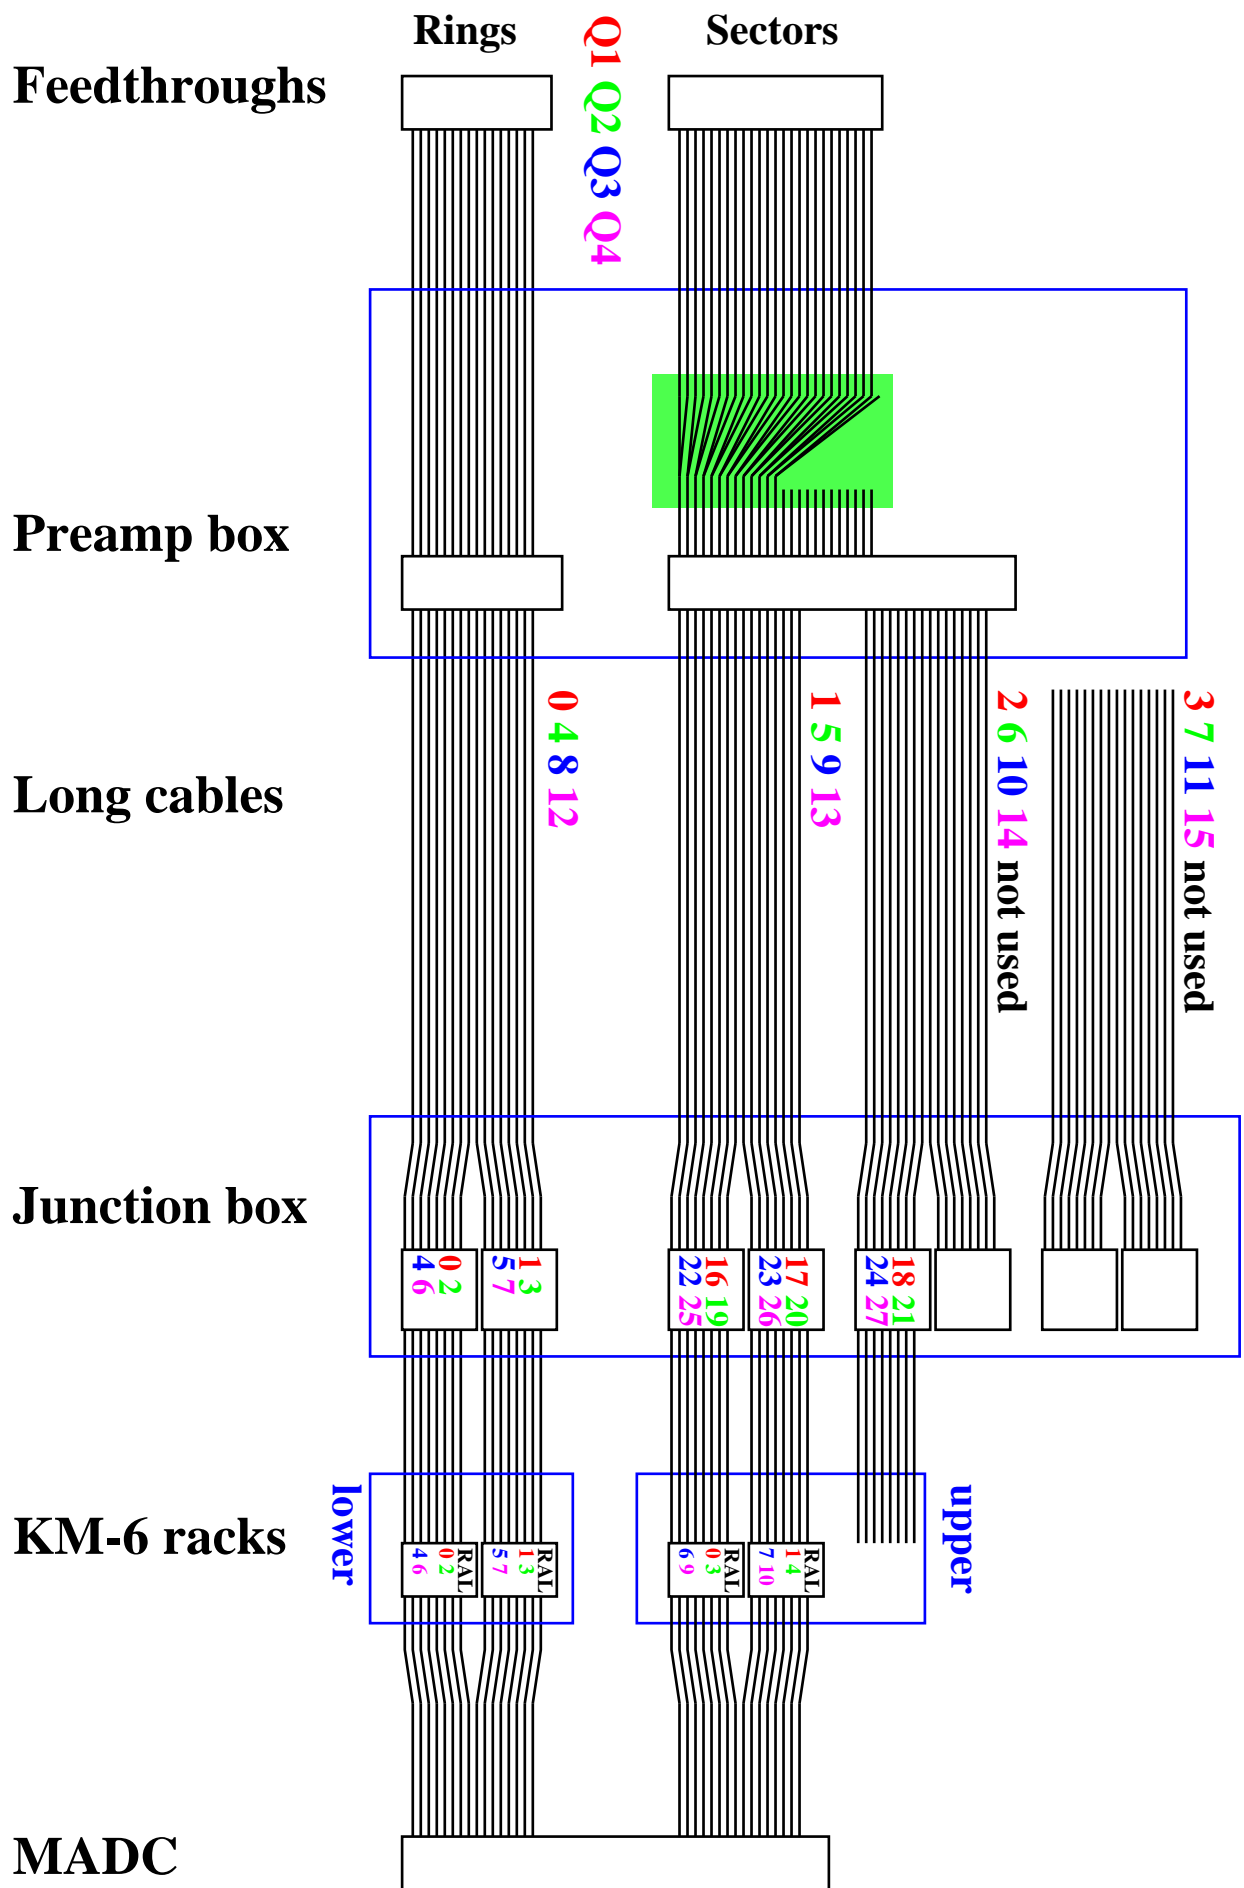 Rings
Sectors
Q1 Q2 Q3 Q4
Feedthroughs
Preamp box
0 4 8 12
1 5 9 13
2 6 10 14 not used
3 7 11 15 not used
Long cables
Junction box
0 2
4 6
1 3
5 7
16 19
22 25
17 20
23 26
18 21
24 27
lower
KM-6 racks
RAL
0 2
4 6
RAL
1 3
5 7
RAL
0 3
6 9
RAL
1 4
7 10
upper
MADC